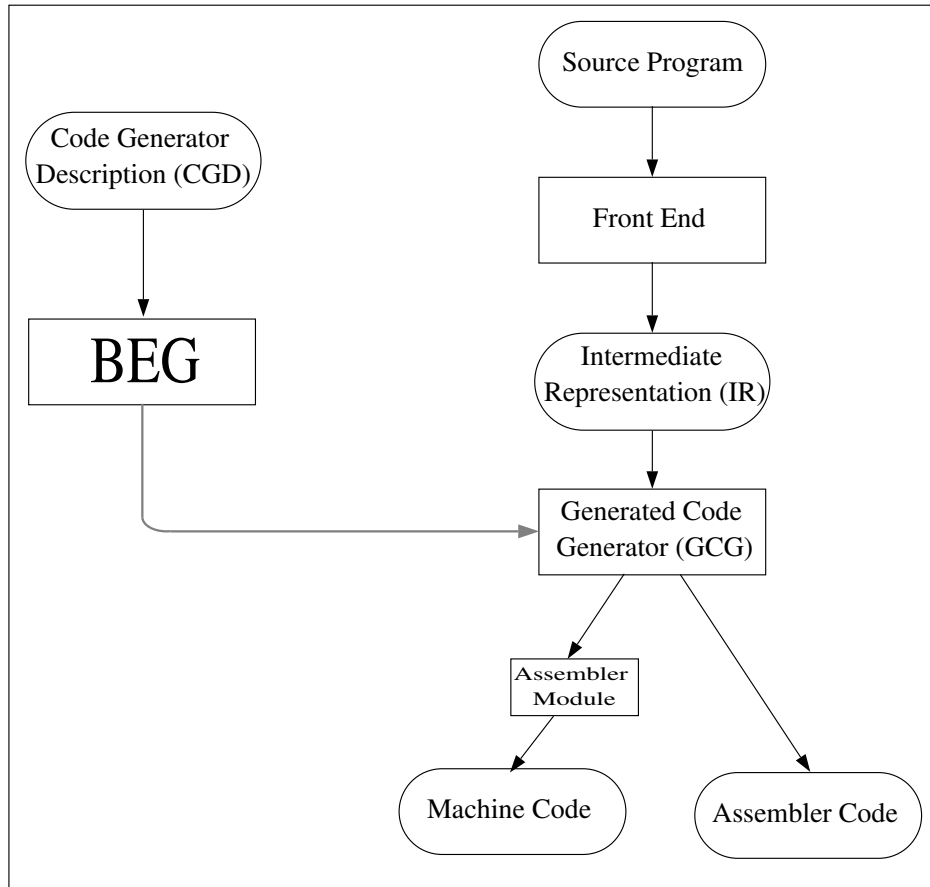 Source Program
Code Generator
Description (CGD)
Front End
BEG
Intermediate
Representation (IR)
Generated Code
Generator (GCG)
Assembler
Module
Machine Code
Assembler Code